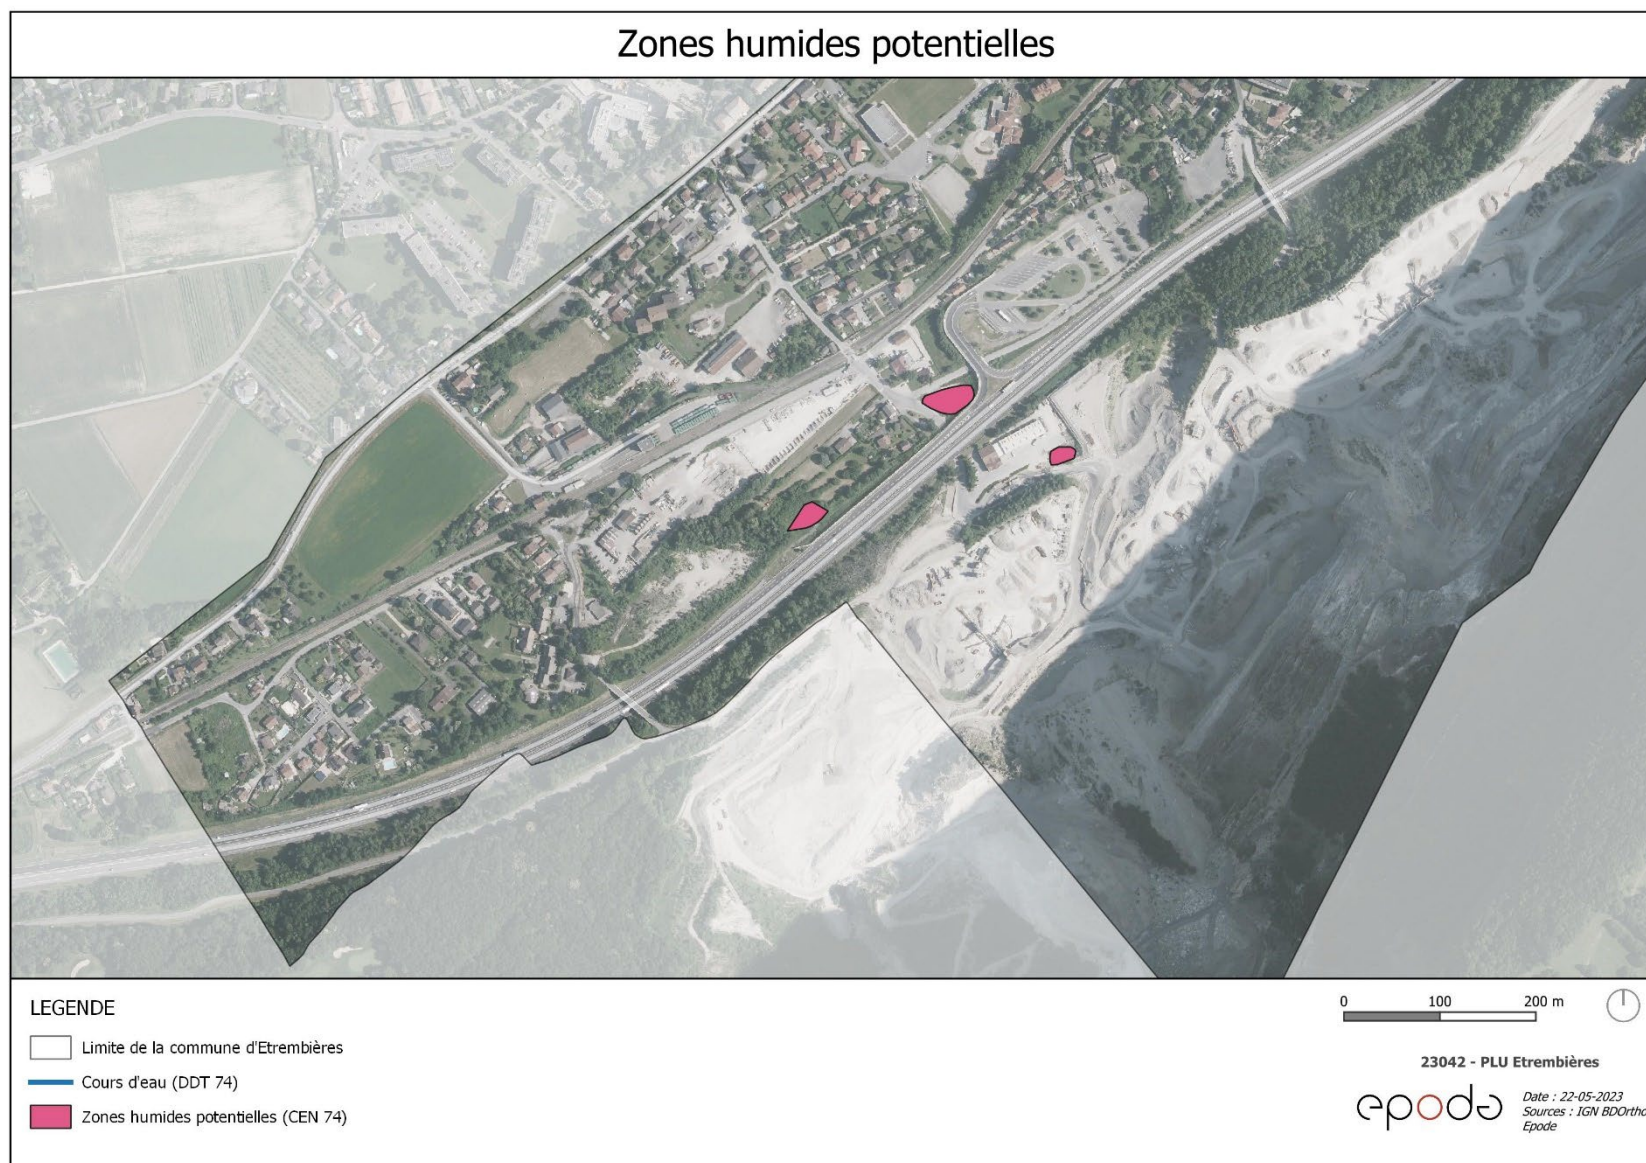 Zones humides potentielles
LEGENDE
Limite de la commune d'Etrembières
Cours d'eau (DDT 74)
Zones humides potentielles (CEN 74)
0 100 200 m
23042 - PLU Etrembières
epode
Date : 22-05-2023
Sources : IGN BDOrtho
Epode